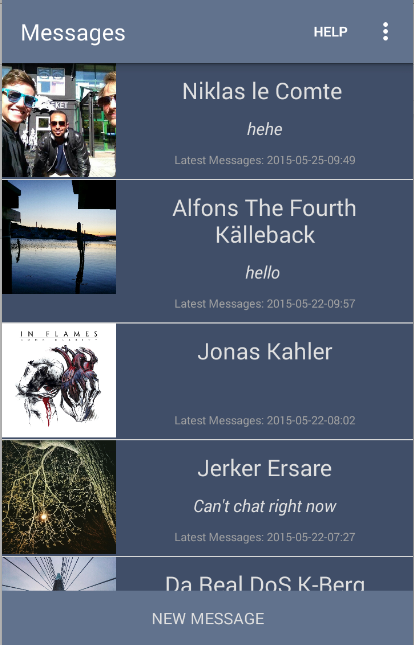 Messages
HELP
Niklas le Comte
hehe
Latest Messages: 2015-05-25-09:49
Alfons The Fourth
Källeback
hello
Latest Messages: 2015-05-22-09:57
IN FLAMES
Jonas Kahler
Latest Messages: 2015-05-22-08:02
Jerker Ersare
Can't chat right now
Latest Messages: 2015-05-22-07:27
Da Real DoS K-Berg
NEW MESSAGE